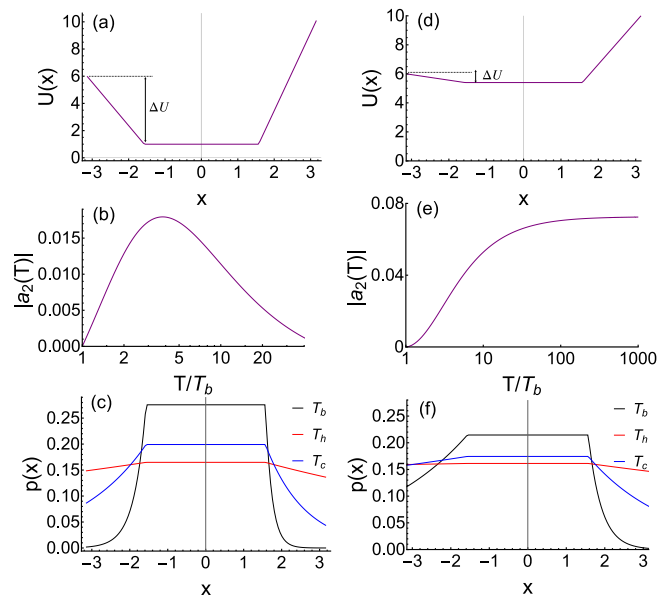 (a)
10
8
6
4
2
0
U(x)
ΔU
-3 -2 -1 0 1 2 3
x
(d)
10
8
6
4
2
0
U(x)
ΔU
-3 -2 -1 0 1 2 3
x
(b)
0.015
0.010
0.005
0.000
|a2(T)|
1 2 5 10 20
T/Tb
(e)
0.08
0.04
0
|a2(T)|
1 10 100 1000
T/Tb
(c)
0.25
0.20
0.15
0.10
0.05
0.00
p(x)
Tb
Th
Tc
-3 -2 -1 0 1 2 3
x
(f)
0.25
0.20
0.15
0.10
0.05
0.00
p(x)
Tb
Th
Tc
-3 -2 -1 0 1 2 3
x